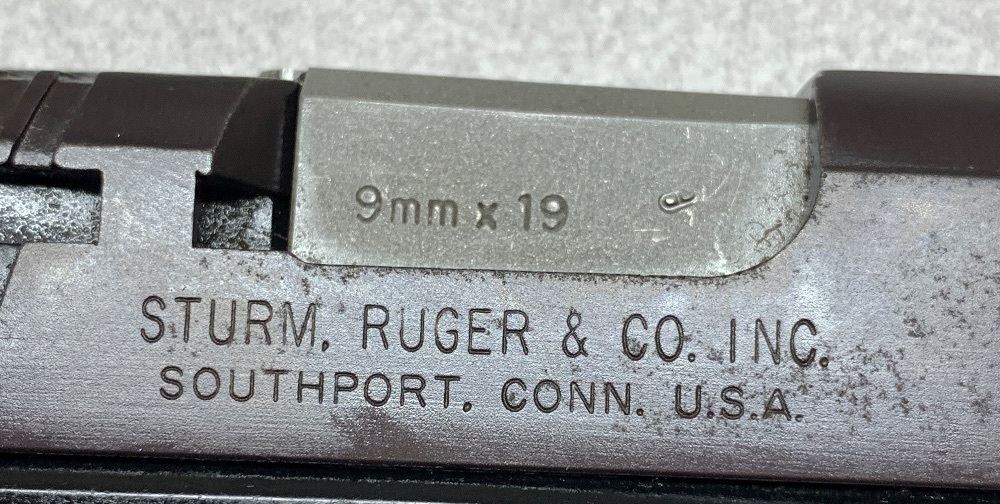 9mm x 19
STURM, RUGER & CO. INC.
SOUTHPORT, CONN. U.S.A.